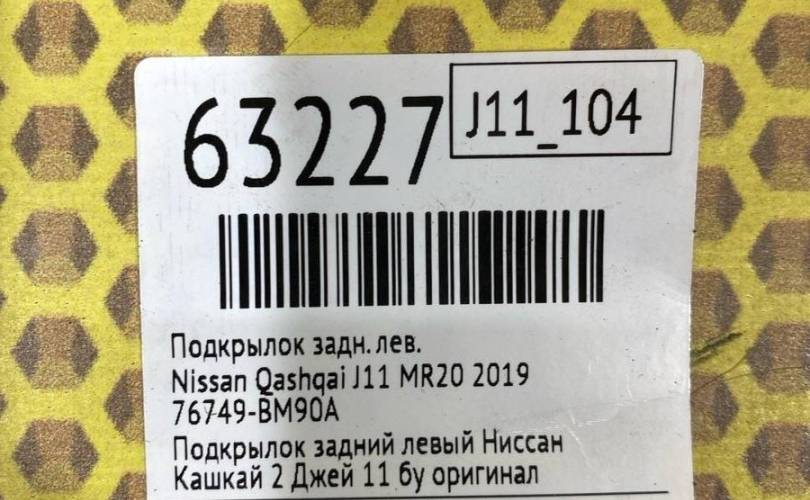 63227
J11_104
Подкрылок задн. лев.
Nissan Qashqai J11 MR20 2019
76749-BM90A
Подкрылок задний левый Ниссан
Кашкай 2 Джей 11 бу оригинал